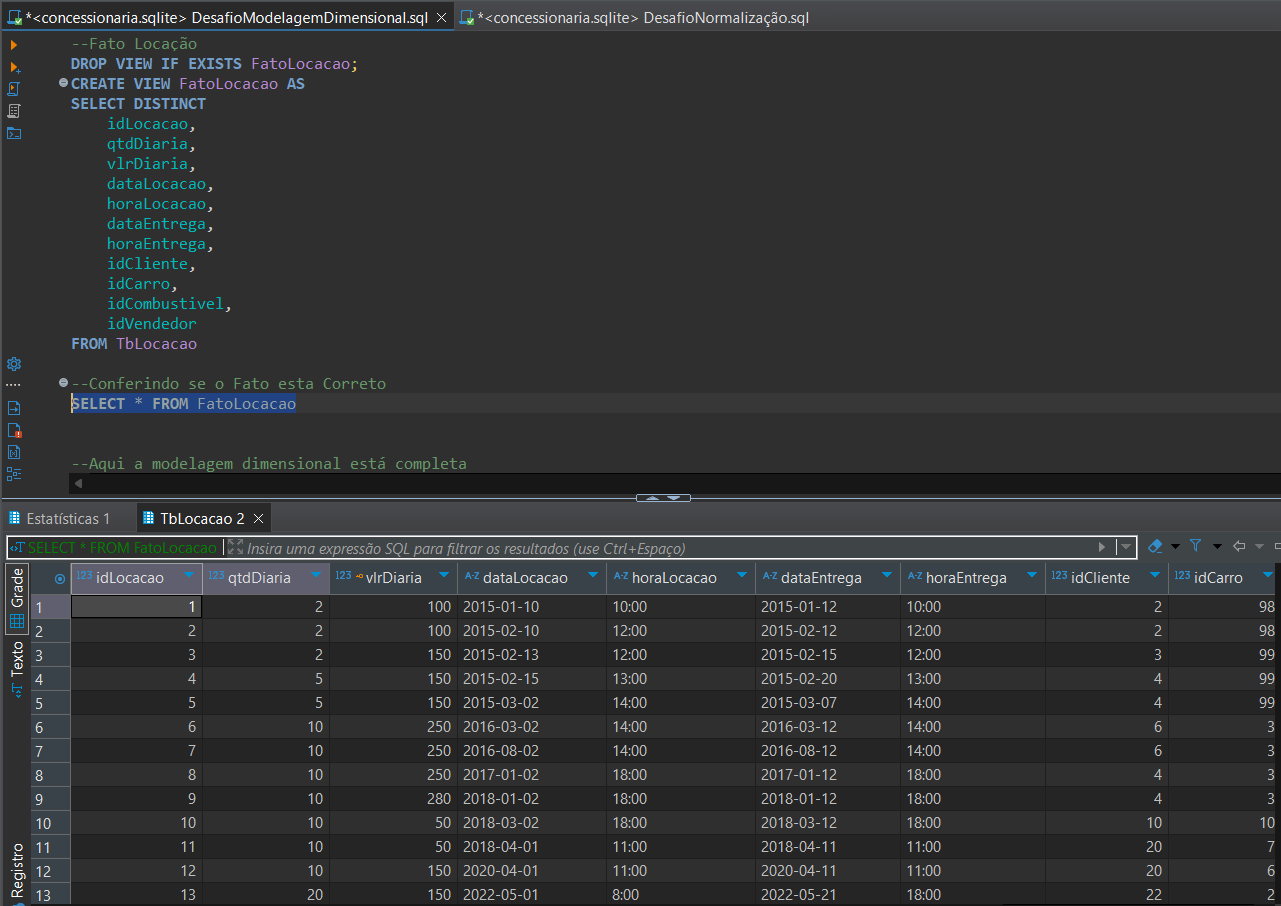 *<concessionaria.sqlite> DesafioModelagemDimensional.sql
*<concessionaria.sqlite> DesafioNormalização.sql
--Fato Locação
DROP VIEW IF EXISTS FatoLocacao;
CREATE VIEW FatoLocacao AS
SELECT DISTINCT
idLocacao,
qtdDiaria,
vlrDiaria,
dataLocacao,
horaLocacao,
dataEntrega,
horaEntrega,
idCliente,
idCarro,
idCombustivel,
idVendedor
FROM TbLocacao
--Conferindo se o Fato esta Correto
SELECT * FROM FatoLocacao
--Aqui a modelagem dimensional está completa
Estatísticas 1 TbLocacao 2
SELECT * FROM FatoLocacao Insira uma expressão SQL para filtrar os resultados (use Ctrl+Espaço)
Grade
Texto
Registro
123 idLocacao 123 qtdDiaria 123 vlrDiaria A-Z dataLocacao A-Z horaLocacao A-Z dataEntrega A-Z horaEntrega 123 idCliente 123 idCarro
1 1 2 100 2015-01-10 10:00 2015-01-12 10:00 2 98
2 2 2 100 2015-02-10 12:00 2015-02-12 12:00 2 98
3 3 2 150 2015-02-13 12:00 2015-02-15 12:00 3 99
4 4 5 150 2015-02-15 13:00 2015-02-20 13:00 4 99
5 5 5 150 2015-03-02 14:00 2015-03-07 14:00 4 99
6 6 10 250 2016-03-02 14:00 2016-03-12 14:00 6 3
7 7 10 250 2016-08-02 14:00 2016-08-12 14:00 6 3
8 8 10 250 2017-01-02 18:00 2017-01-12 18:00 4 3
9 9 10 280 2018-01-02 18:00 2018-01-12 18:00 4 3
10 10 10 50 2018-03-02 18:00 2018-03-12 18:00 10 10
11 11 10 50 2018-04-01 11:00 2018-04-11 11:00 20 7
12 12 10 150 2020-04-01 11:00 2020-04-11 11:00 20 6
13 13 20 150 2022-05-01 8:00 2022-05-21 18:00 22 2